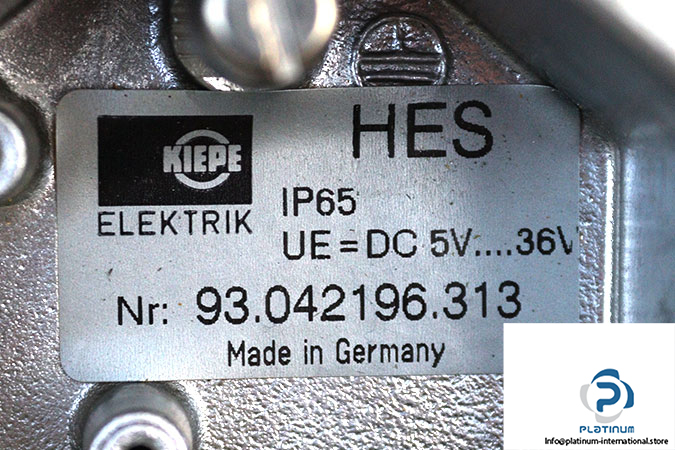 KIEPE
ELEKTRIK
HES
IP65
UE = DC 5V....36V
Nr: 93.042196.313
Made in Germany
PLATINUM
Info@platinum-international.store